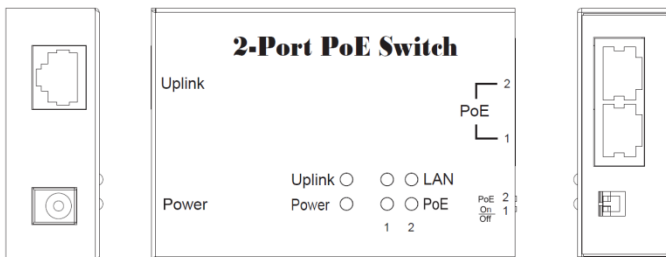 2-Port PoE Switch
Uplink
2
PoE
1
Uplink LAN
Power Power PoE
1 2
PoE 2
On 1
Off